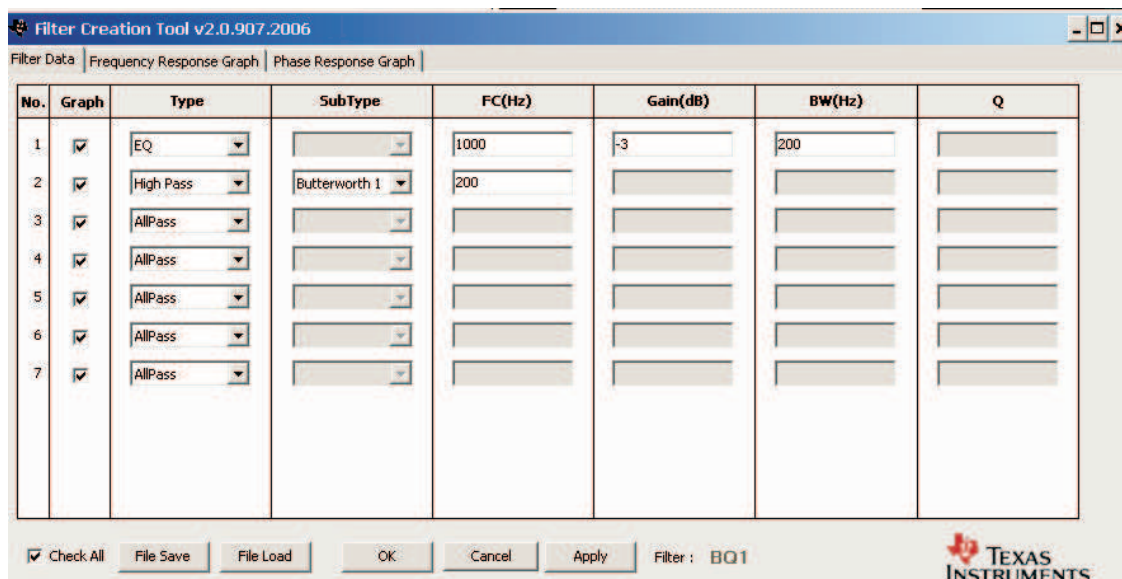 Filter Creation Tool v2.0.907.2006
Filter Data Frequency Response Graph Phase Response Graph
No. Graph Type SubType FC(Hz) Gain(dB) BW(Hz) Q
1 EQ 1000 -3 200
2 High Pass Butterworth 1 200
3 AllPass
4 AllPass
5 AllPass
6 AllPass
7 AllPass
Check All File Save File Load OK Cancel Apply Filter : BQ1
TEXAS
INSTRUMENTS